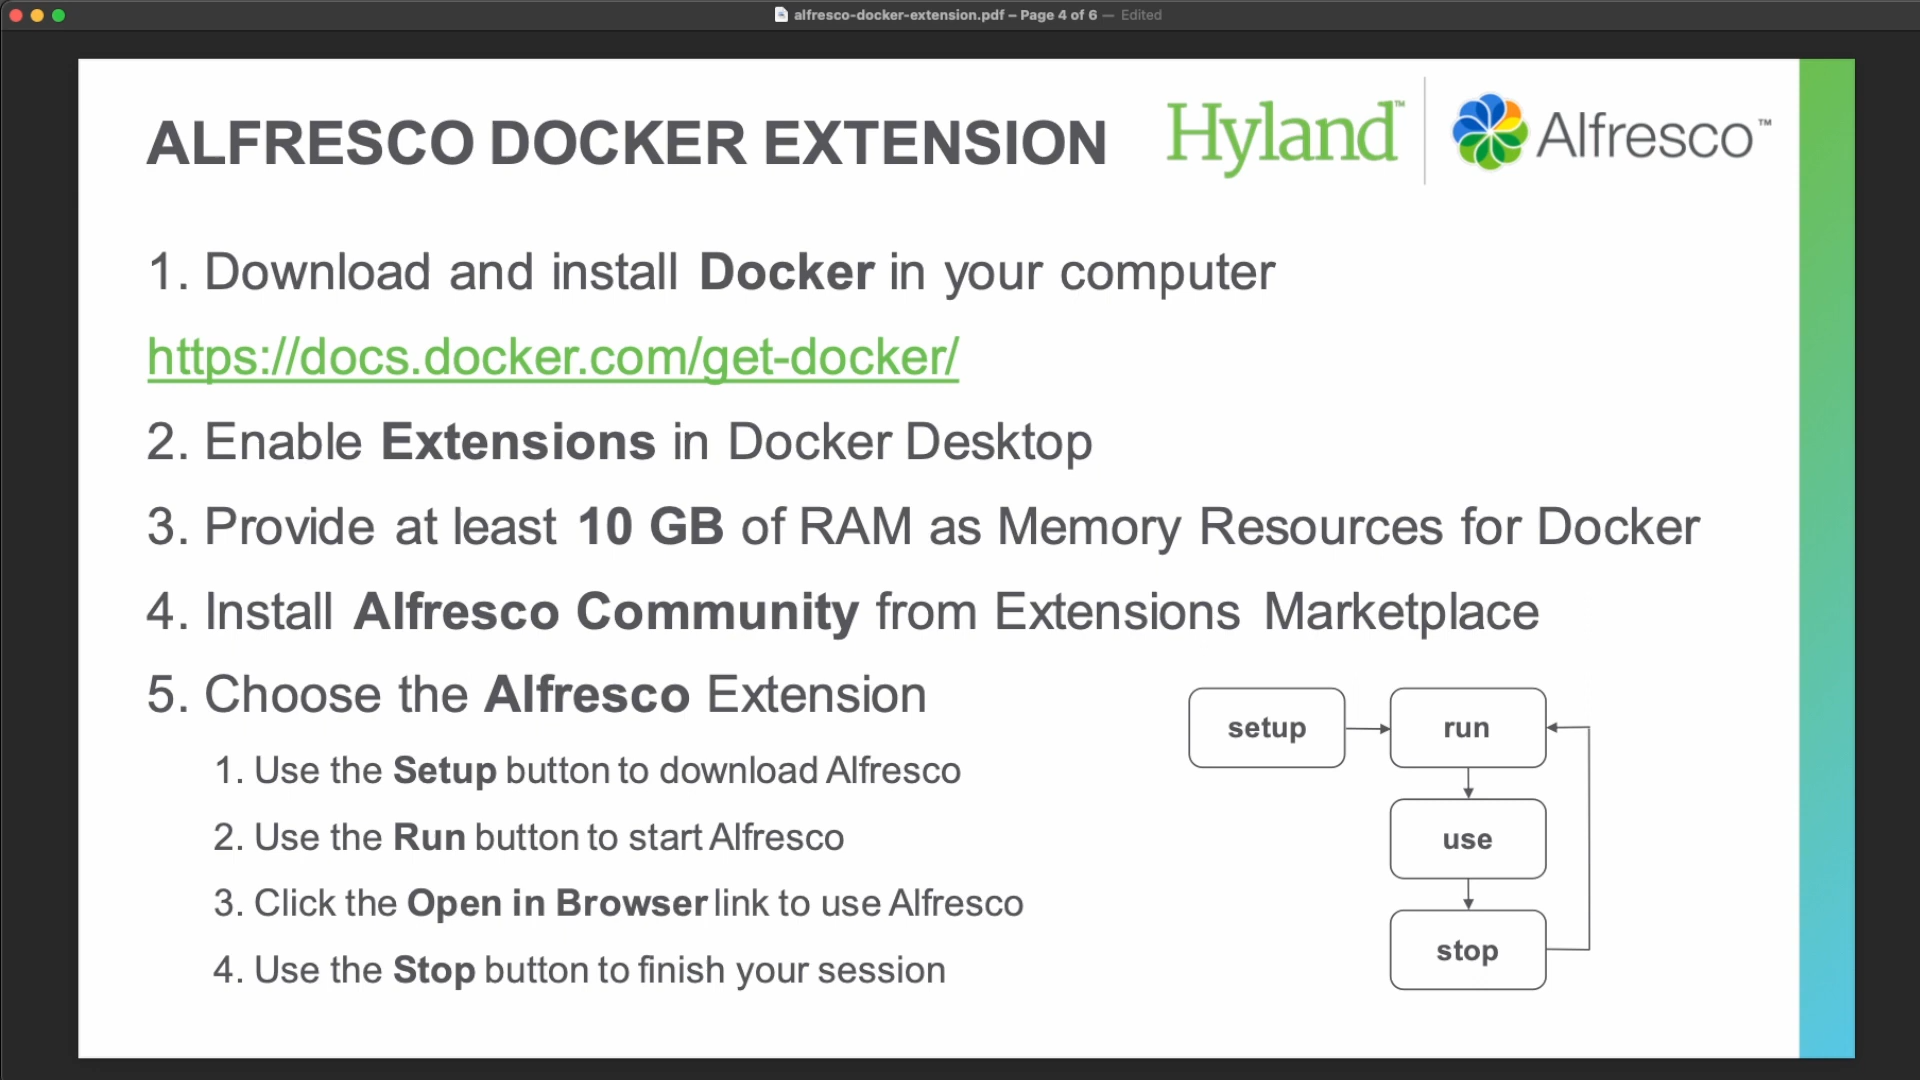 alfresco-docker-extension.pdf – Page 4 of 6 — Edited
ALFRESCO DOCKER EXTENSION
Hyland™
Alfresco™
1. Download and install Docker in your computer
https://docs.docker.com/get-docker/
2. Enable Extensions in Docker Desktop
3. Provide at least 10 GB of RAM as Memory Resources for Docker
4. Install Alfresco Community from Extensions Marketplace
5. Choose the Alfresco Extension
1. Use the Setup button to download Alfresco
2. Use the Run button to start Alfresco
3. Click the Open in Browser link to use Alfresco
4. Use the Stop button to finish your session
setup
run
use
stop